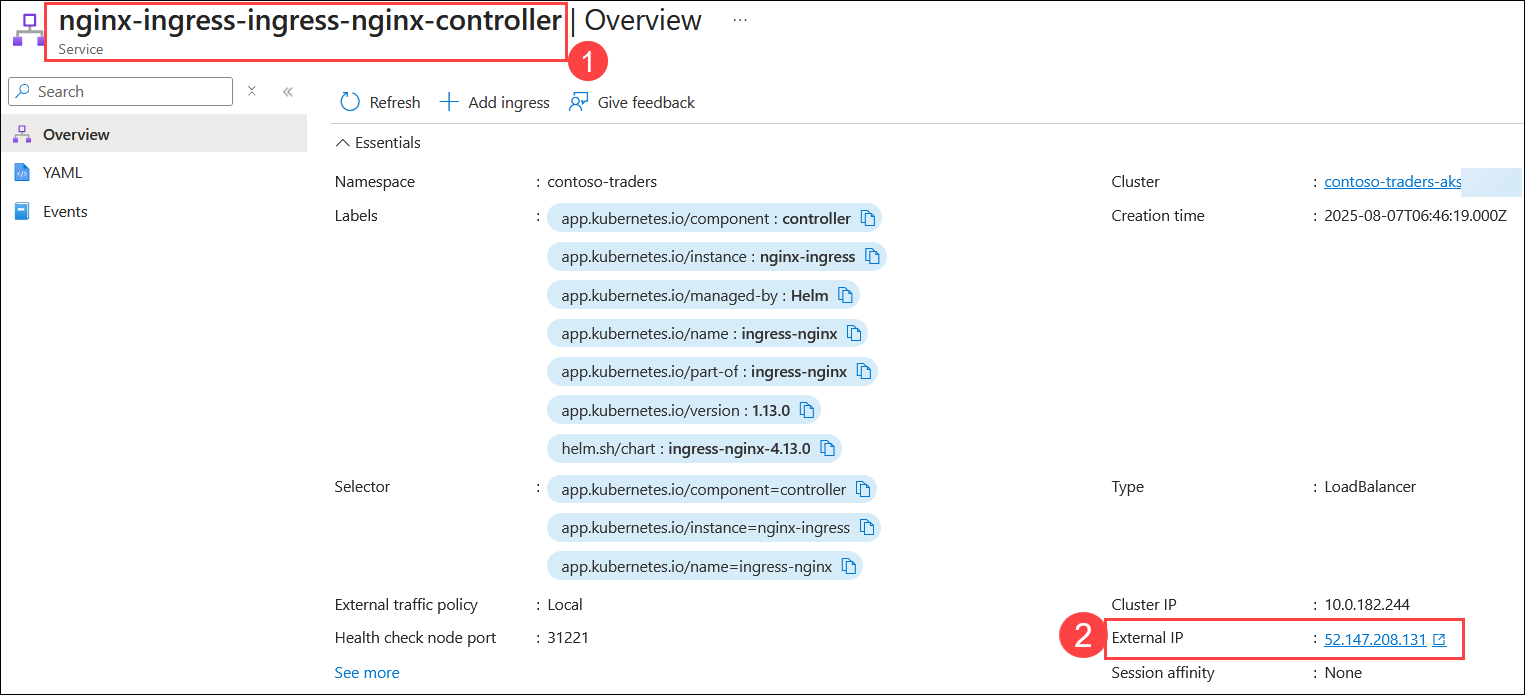 nginx-ingress-ingress-nginx-controller | Overview ...
Service
1
Search
Refresh Add ingress Give feedback
Overview
YAML
Events
Essentials
Namespace : contoso-traders
Cluster : contoso-traders-aks
Labels : app.kubernetes.io/component : controller
Creation time : 2025-08-07T06:46:19.000Z
app.kubernetes.io/instance : nginx-ingress
app.kubernetes.io/managed-by : Helm
app.kubernetes.io/name : ingress-nginx
app.kubernetes.io/part-of : ingress-nginx
app.kubernetes.io/version : 1.13.0
helm.sh/chart : ingress-nginx-4.13.0
Selector : app.kubernetes.io/component=controller
Type : LoadBalancer
app.kubernetes.io/instance=nginx-ingress
app.kubernetes.io/name=ingress-nginx
External traffic policy : Local
Cluster IP : 10.0.182.244
Health check node port : 31221
2
External IP : 52.147.208.131
See more
Session affinity : None